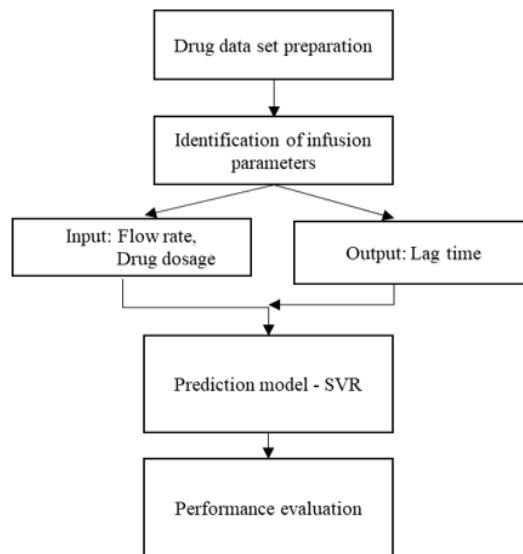 Drug data set preparation
Identification of infusion
parameters
Input: Flow rate,
Drug dosage
Output: Lag time
Prediction model - SVR
Performance evaluation